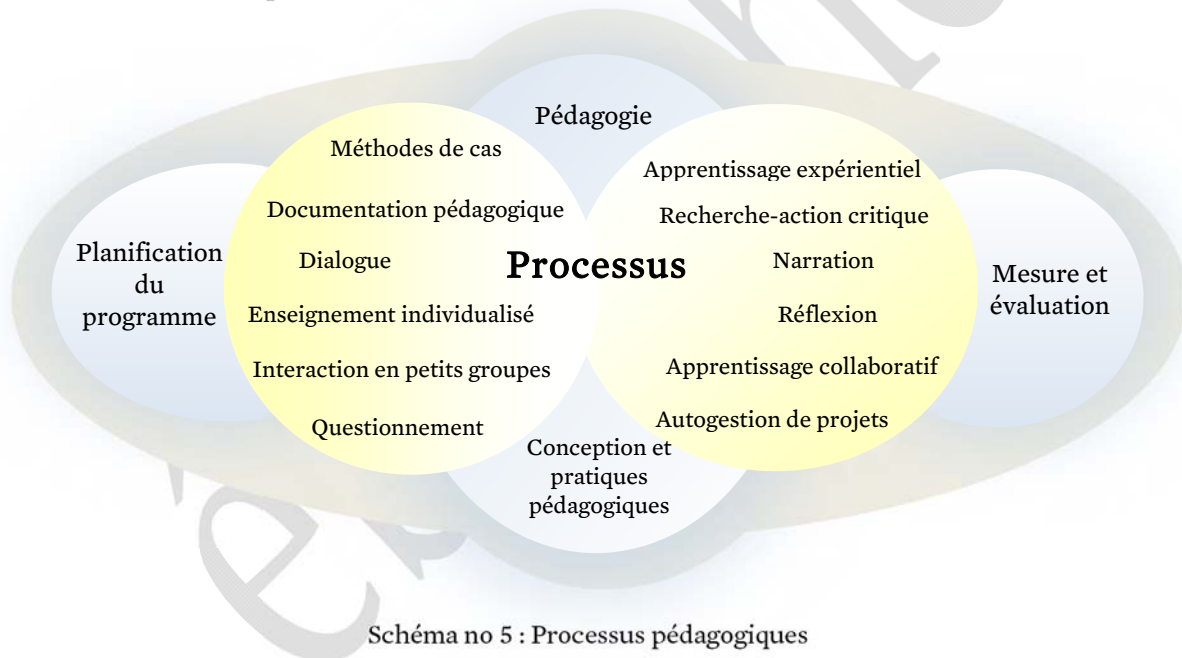 Pédagogie
Méthodes de cas
Documentation pédagogique
Dialogue
Enseignement individualisé
Interaction en petits groupes
Questionnement
Processus
Apprentissage expérientiel
Recherche-action critique
Narration
Réflexion
Apprentissage collaboratif
Autogestion de projets
Planification
du
programme
Mesure et
évaluation
Conception et
pratiques
pédagogiques
Schéma no 5 : Processus pédagogiques